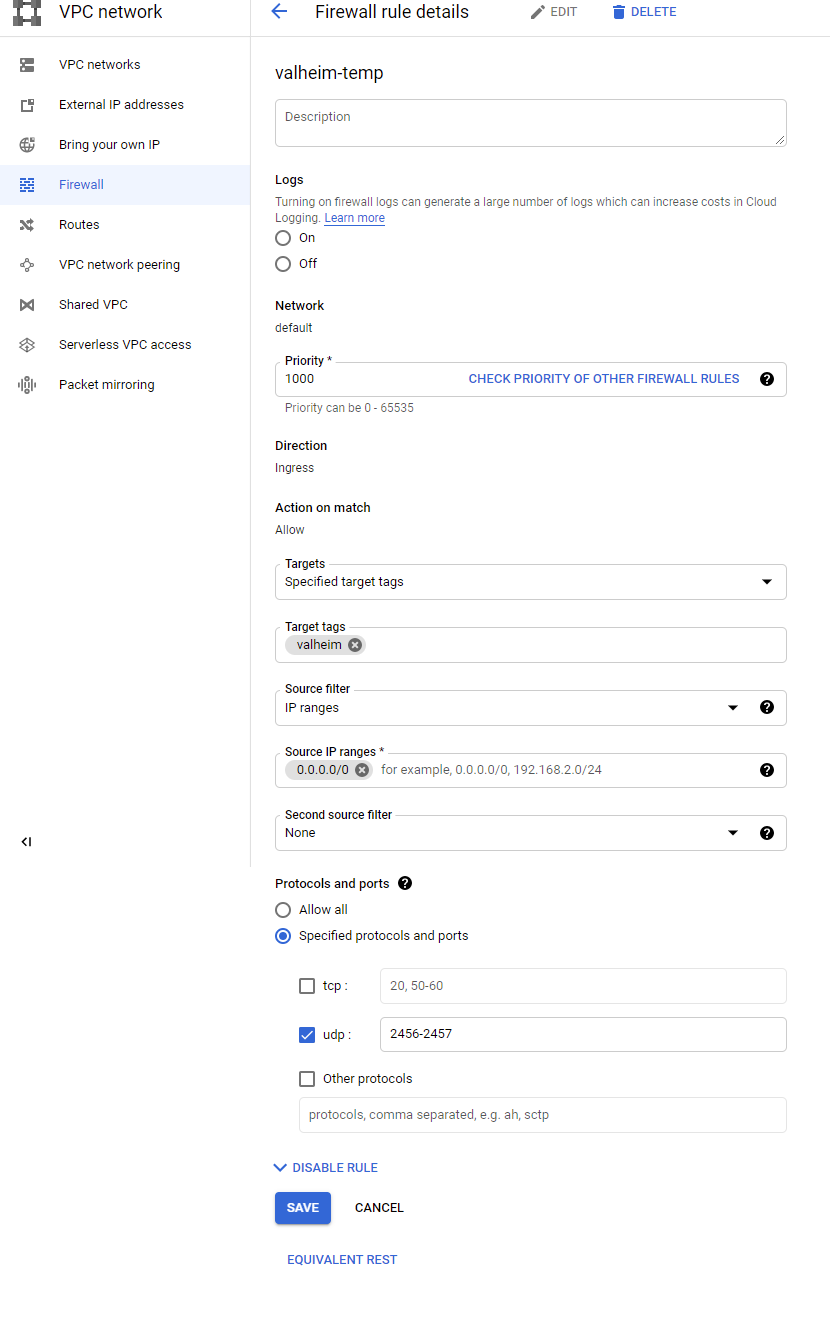 VPC network
Firewall rule details
EDIT
DELETE
VPC networks
External IP addresses
Bring your own IP
Firewall
Routes
VPC network peering
Shared VPC
Serverless VPC access
Packet mirroring
valheim-temp
Description
Logs
Turning on firewall logs can generate a large number of logs which can increase costs in Cloud
Logging. Learn more
On
Off
Network
default
Priority *
1000
CHECK PRIORITY OF OTHER FIREWALL RULES
Priority can be 0 - 65535
Direction
Ingress
Action on match
Allow
Targets
Specified target tags
Target tags
valheim
Source filter
IP ranges
Source IP ranges *
0.0.0.0/0 for example, 0.0.0.0/0, 192.168.2.0/24
Second source filter
None
Protocols and ports
Allow all
Specified protocols and ports
tcp : 20, 50-60
udp : 2456-2457
Other protocols
protocols, comma separated, e.g. ah, sctp
DISABLE RULE
SAVE
CANCEL
EQUIVALENT REST